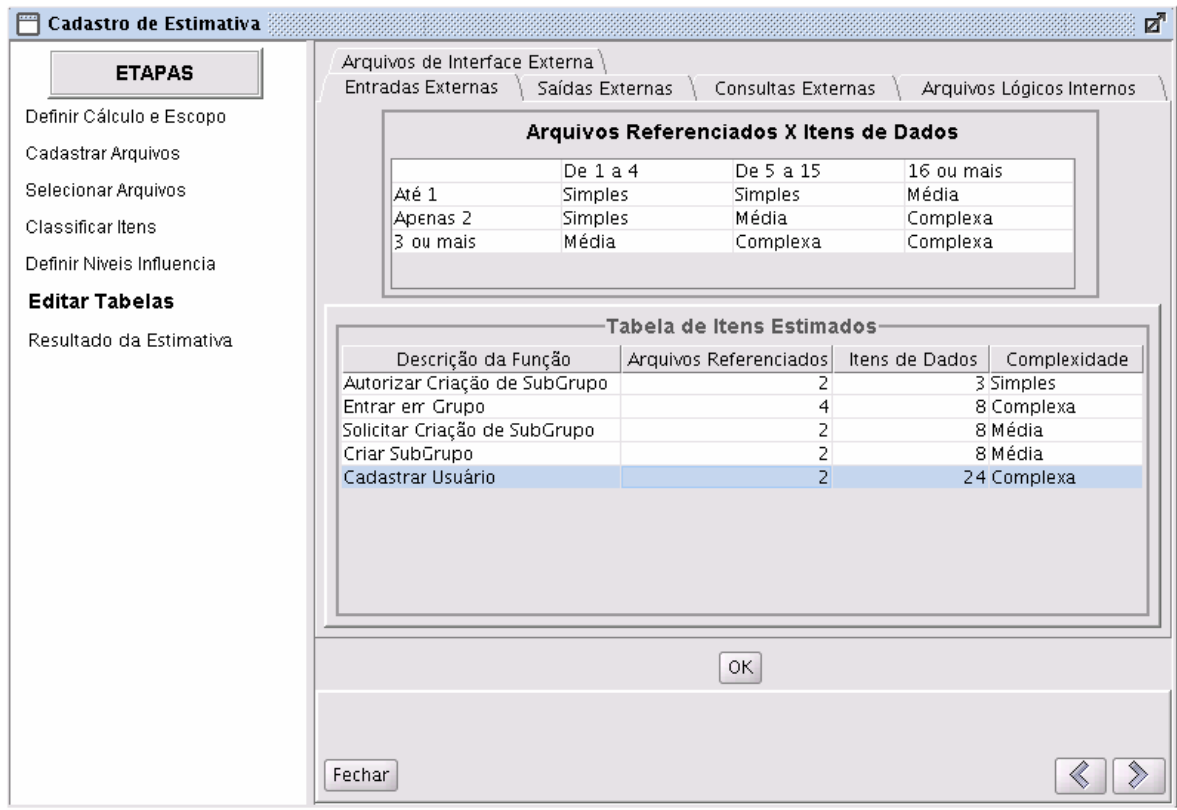 Cadastro de Estimativa
ETAPAS
Definir Cálculo e Escopo
Cadastrar Arquivos
Selecionar Arquivos
Classificar Itens
Definir Niveis Influencia
Editar Tabelas
Resultado da Estimativa
Arquivos de Interface Externa
Entradas Externas Saídas Externas Consultas Externas Arquivos Lógicos Internos
Arquivos Referenciados X Itens de Dados
De 1 a 4 De 5 a 15 16 ou mais
Até 1 Simples Simples Média
Apenas 2 Simples Média Complexa
3 ou mais Média Complexa Complexa
Tabela de Itens Estimados
Descrição da Função Arquivos Referenciados Itens de Dados Complexidade
Autorizar Criação de SubGrupo 2 3 Simples
Entrar em Grupo 4 8 Complexa
Solicitar Criação de SubGrupo 2 8 Média
Criar SubGrupo 2 8 Média
Cadastrar Usuário 2 24 Complexa
OK
Fechar